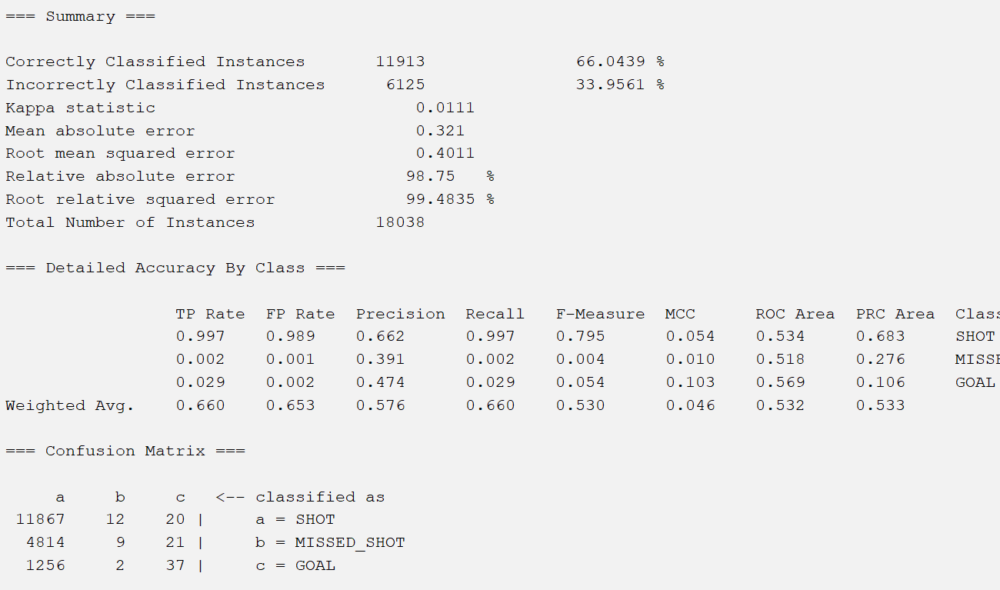 === Summary ===
Correctly Classified Instances 11913 66.0439 %
Incorrectly Classified Instances 6125 33.9561 %
Kappa statistic 0.0111
Mean absolute error 0.321
Root mean squared error 0.4011
Relative absolute error 98.75 %
Root relative squared error 99.4835 %
Total Number of Instances 18038
=== Detailed Accuracy By Class ===
TP Rate FP Rate Precision Recall F-Measure MCC ROC Area PRC Area Clas
0.997 0.989 0.662 0.997 0.795 0.054 0.534 0.683 SHOT
0.002 0.001 0.391 0.002 0.004 0.010 0.518 0.276 MISSE
0.029 0.002 0.474 0.029 0.054 0.103 0.569 0.106 GOAL
Weighted Avg. 0.660 0.653 0.576 0.660 0.530 0.046 0.532 0.533
=== Confusion Matrix ===
a b c <-- classified as
11867 12 20 | a = SHOT
4814 9 21 | b = MISSED_SHOT
1256 2 37 | c = GOAL